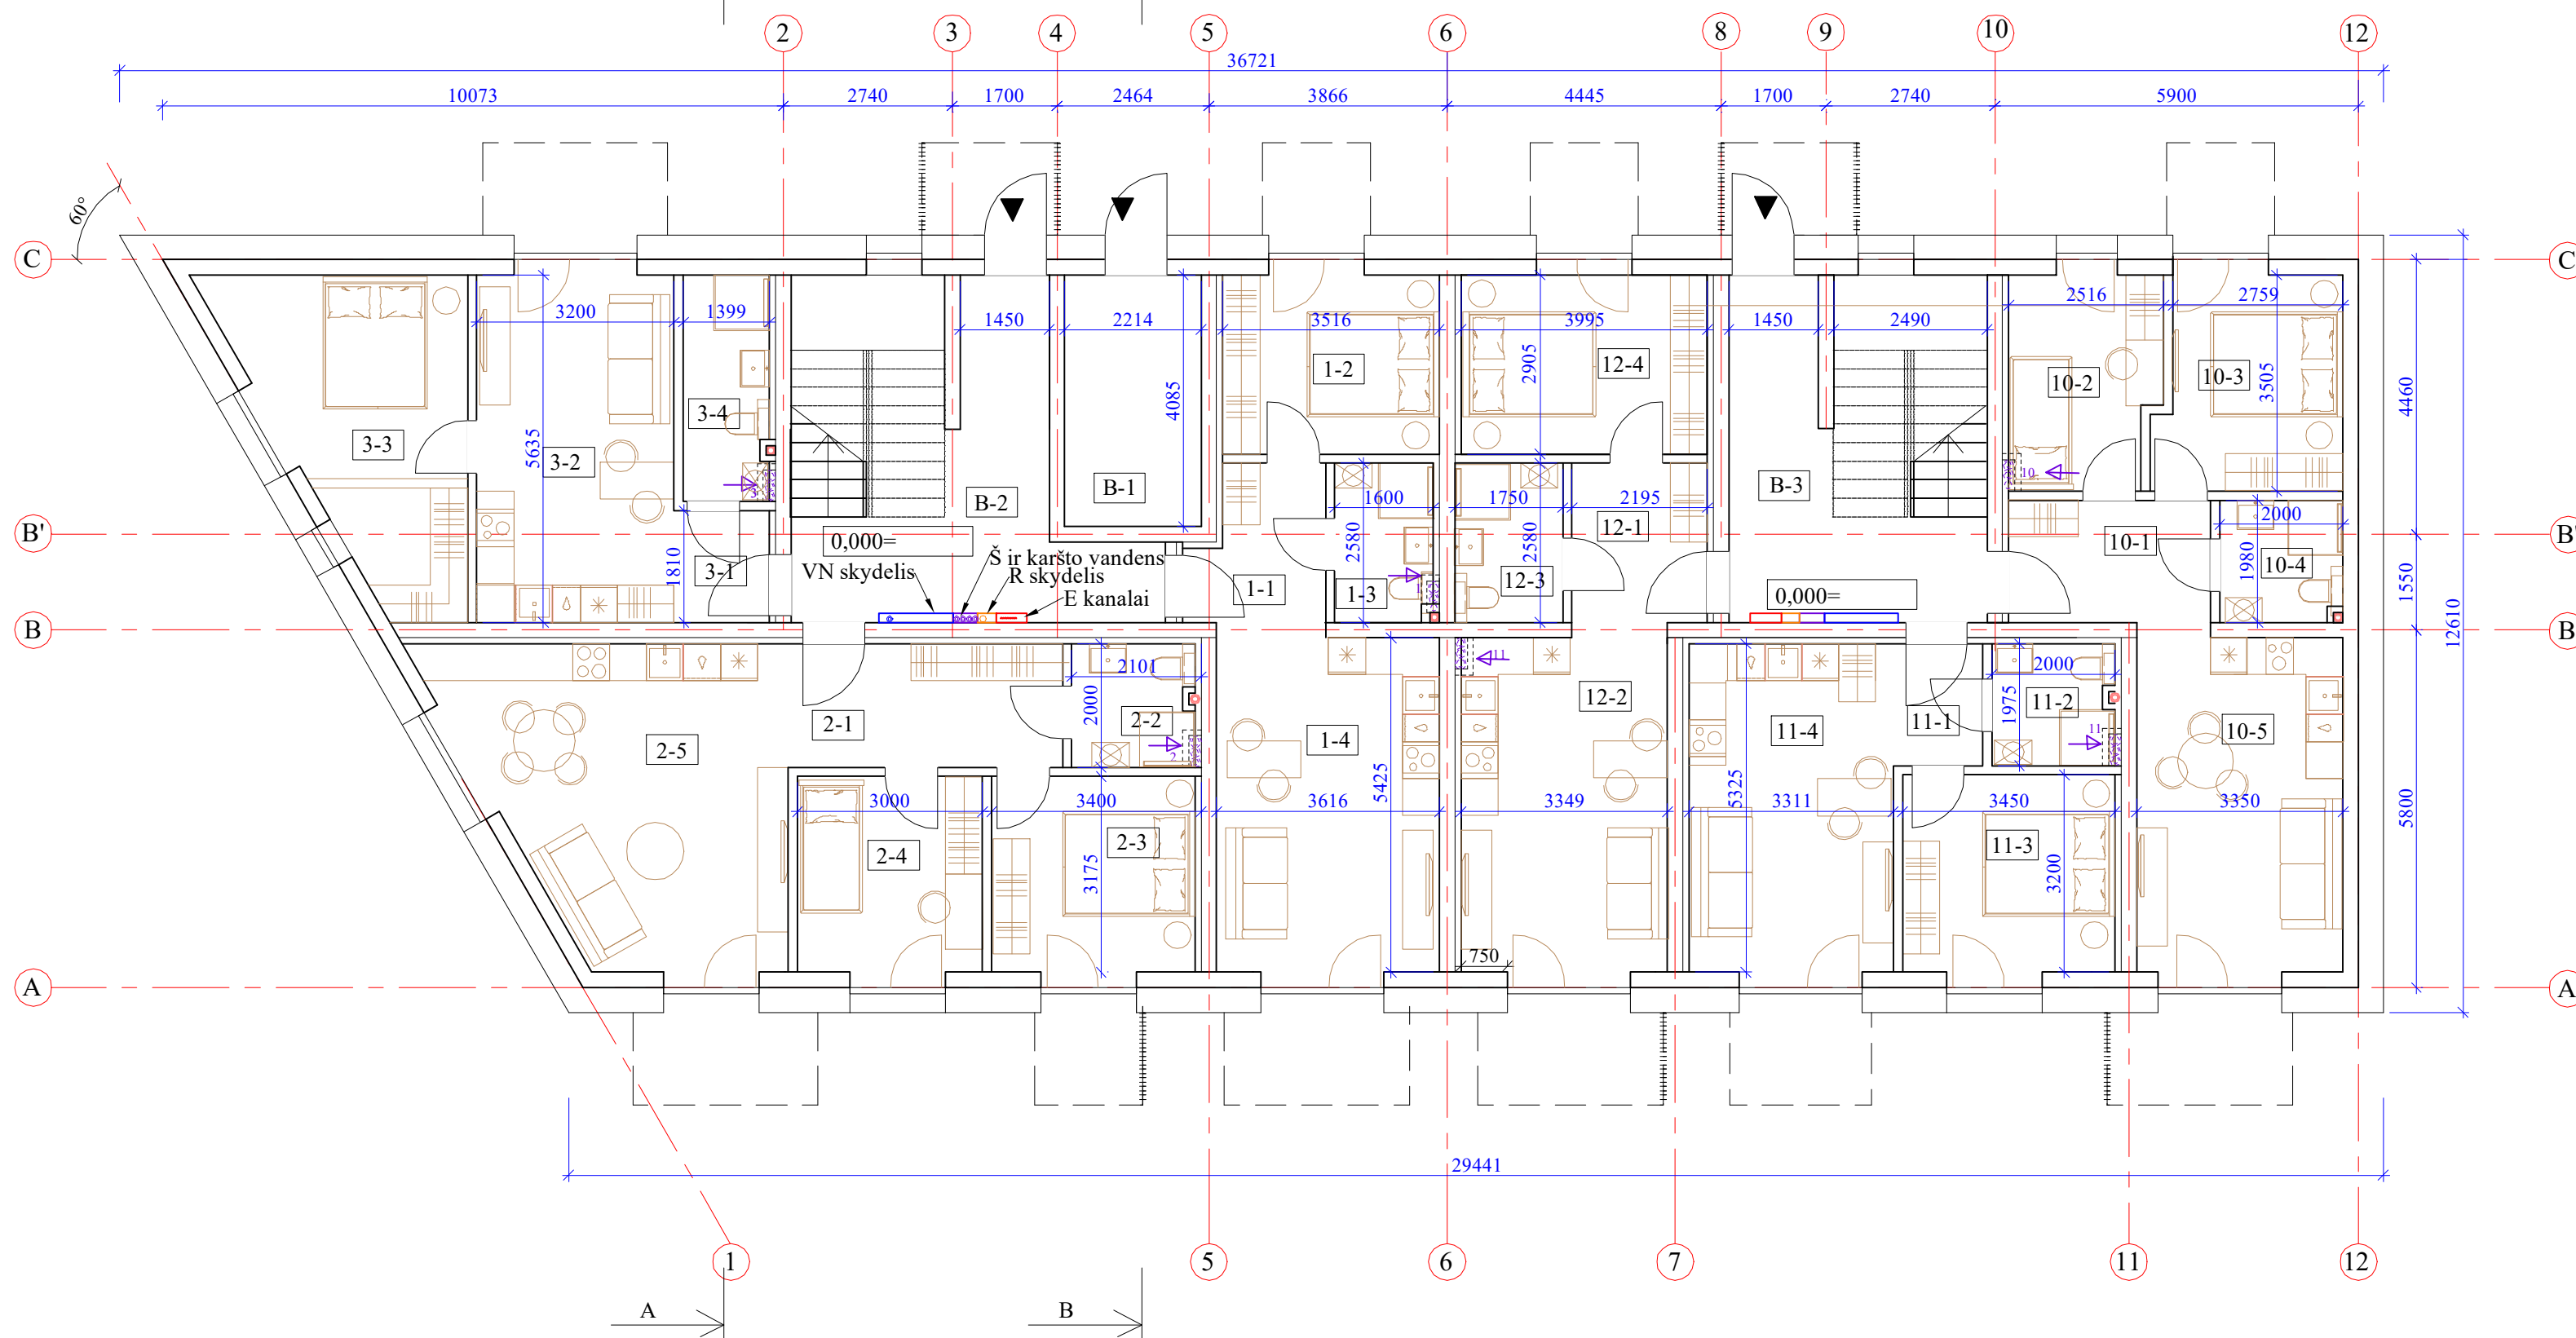 2 3 4 5 6 8 9 10 12
36721
10073 2740 1700 2464 3866 4445 1700 2740 5900
60°
C C
3200 1399 1450 2214 3516 3995 1450 2490 2516 2759
1-2 12-4 10-2 10-3
2905 3505
4085 4460
3-4
3-3 3-2 5635
3 10
B-2 B-1 B-3
1600 1750 2195 2000
12-1
B' 0,000= 2580 2580 10-1 B'
Š ir karšto vandens
VN skydelis R skydelis
3-1 1810 1-1 12-3 1980 10-4 1550
E kanalai 1-3 1 0,000=
B B
12610
11
2101 2000
2-2 2000 12-2 11-2 1975
2-1 11-1
2-5 1-4 11-4 10-5
2 11
5425 5325
3000 3400 3616 3349 3311 3450 3350 5800
2-4 2-3 11-3
3175 3200
750
A A
29441
1 5 6 7 11 12
A B